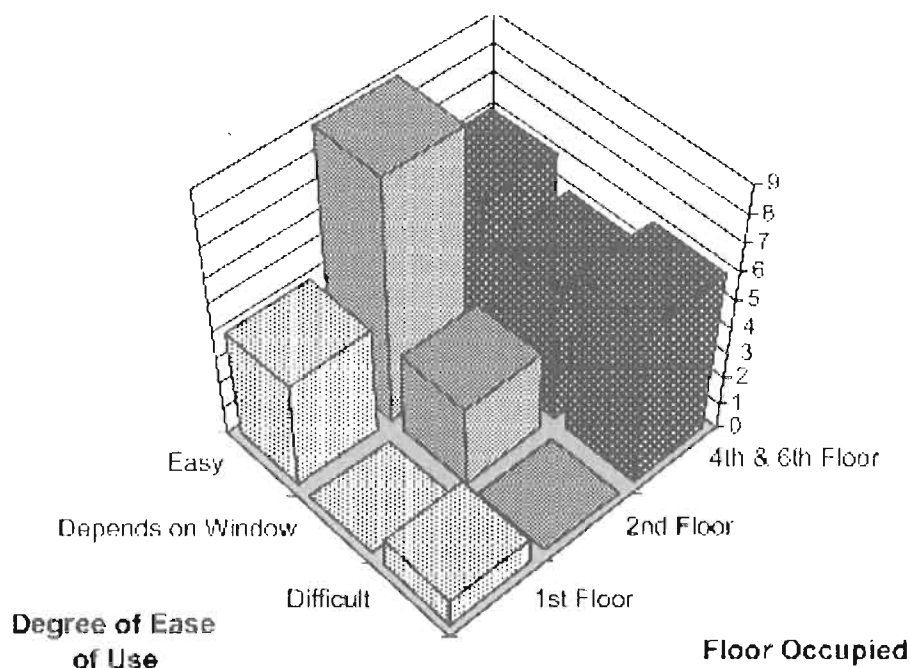 9
8
7
6
5
4
3
2
1
0
Easy
Depends on Window
Difficult
4th & 6th Floor
2nd Floor
1st Floor
Degree of Ease
of Use
Floor Occupied